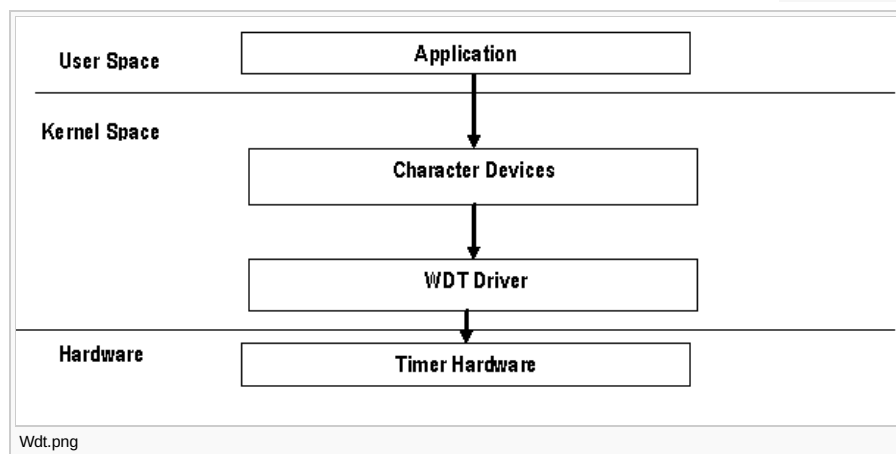 User Space
Application
Kernel Space
Character Devices
WDT Driver
Hardware
Timer Hardware
Wdt.png